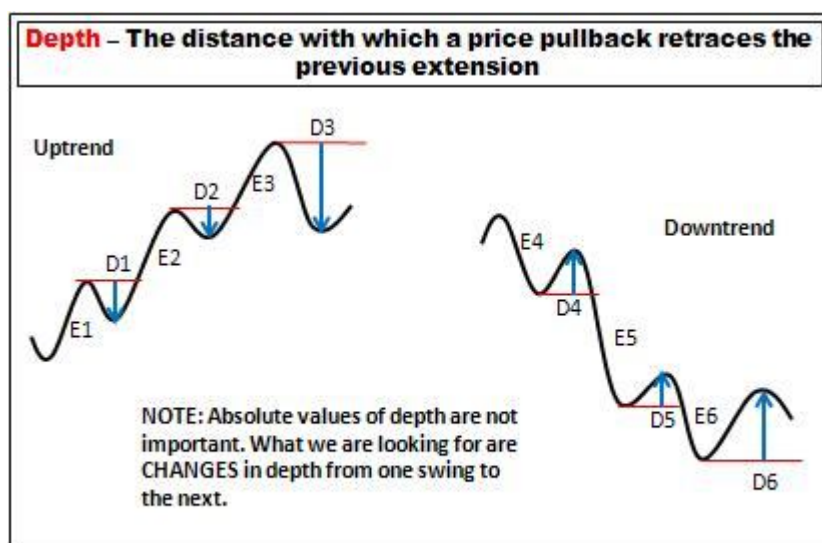 Depth – The distance with which a price pullback retraces the
previous extension
Uptrend
D3
D2
E3
D1
E2
E1
Downtrend
E4
D4
E5
D5
E6
D6
NOTE: Absolute values of depth are not
important. What we are looking for are
CHANGES in depth from one swing to
the next.